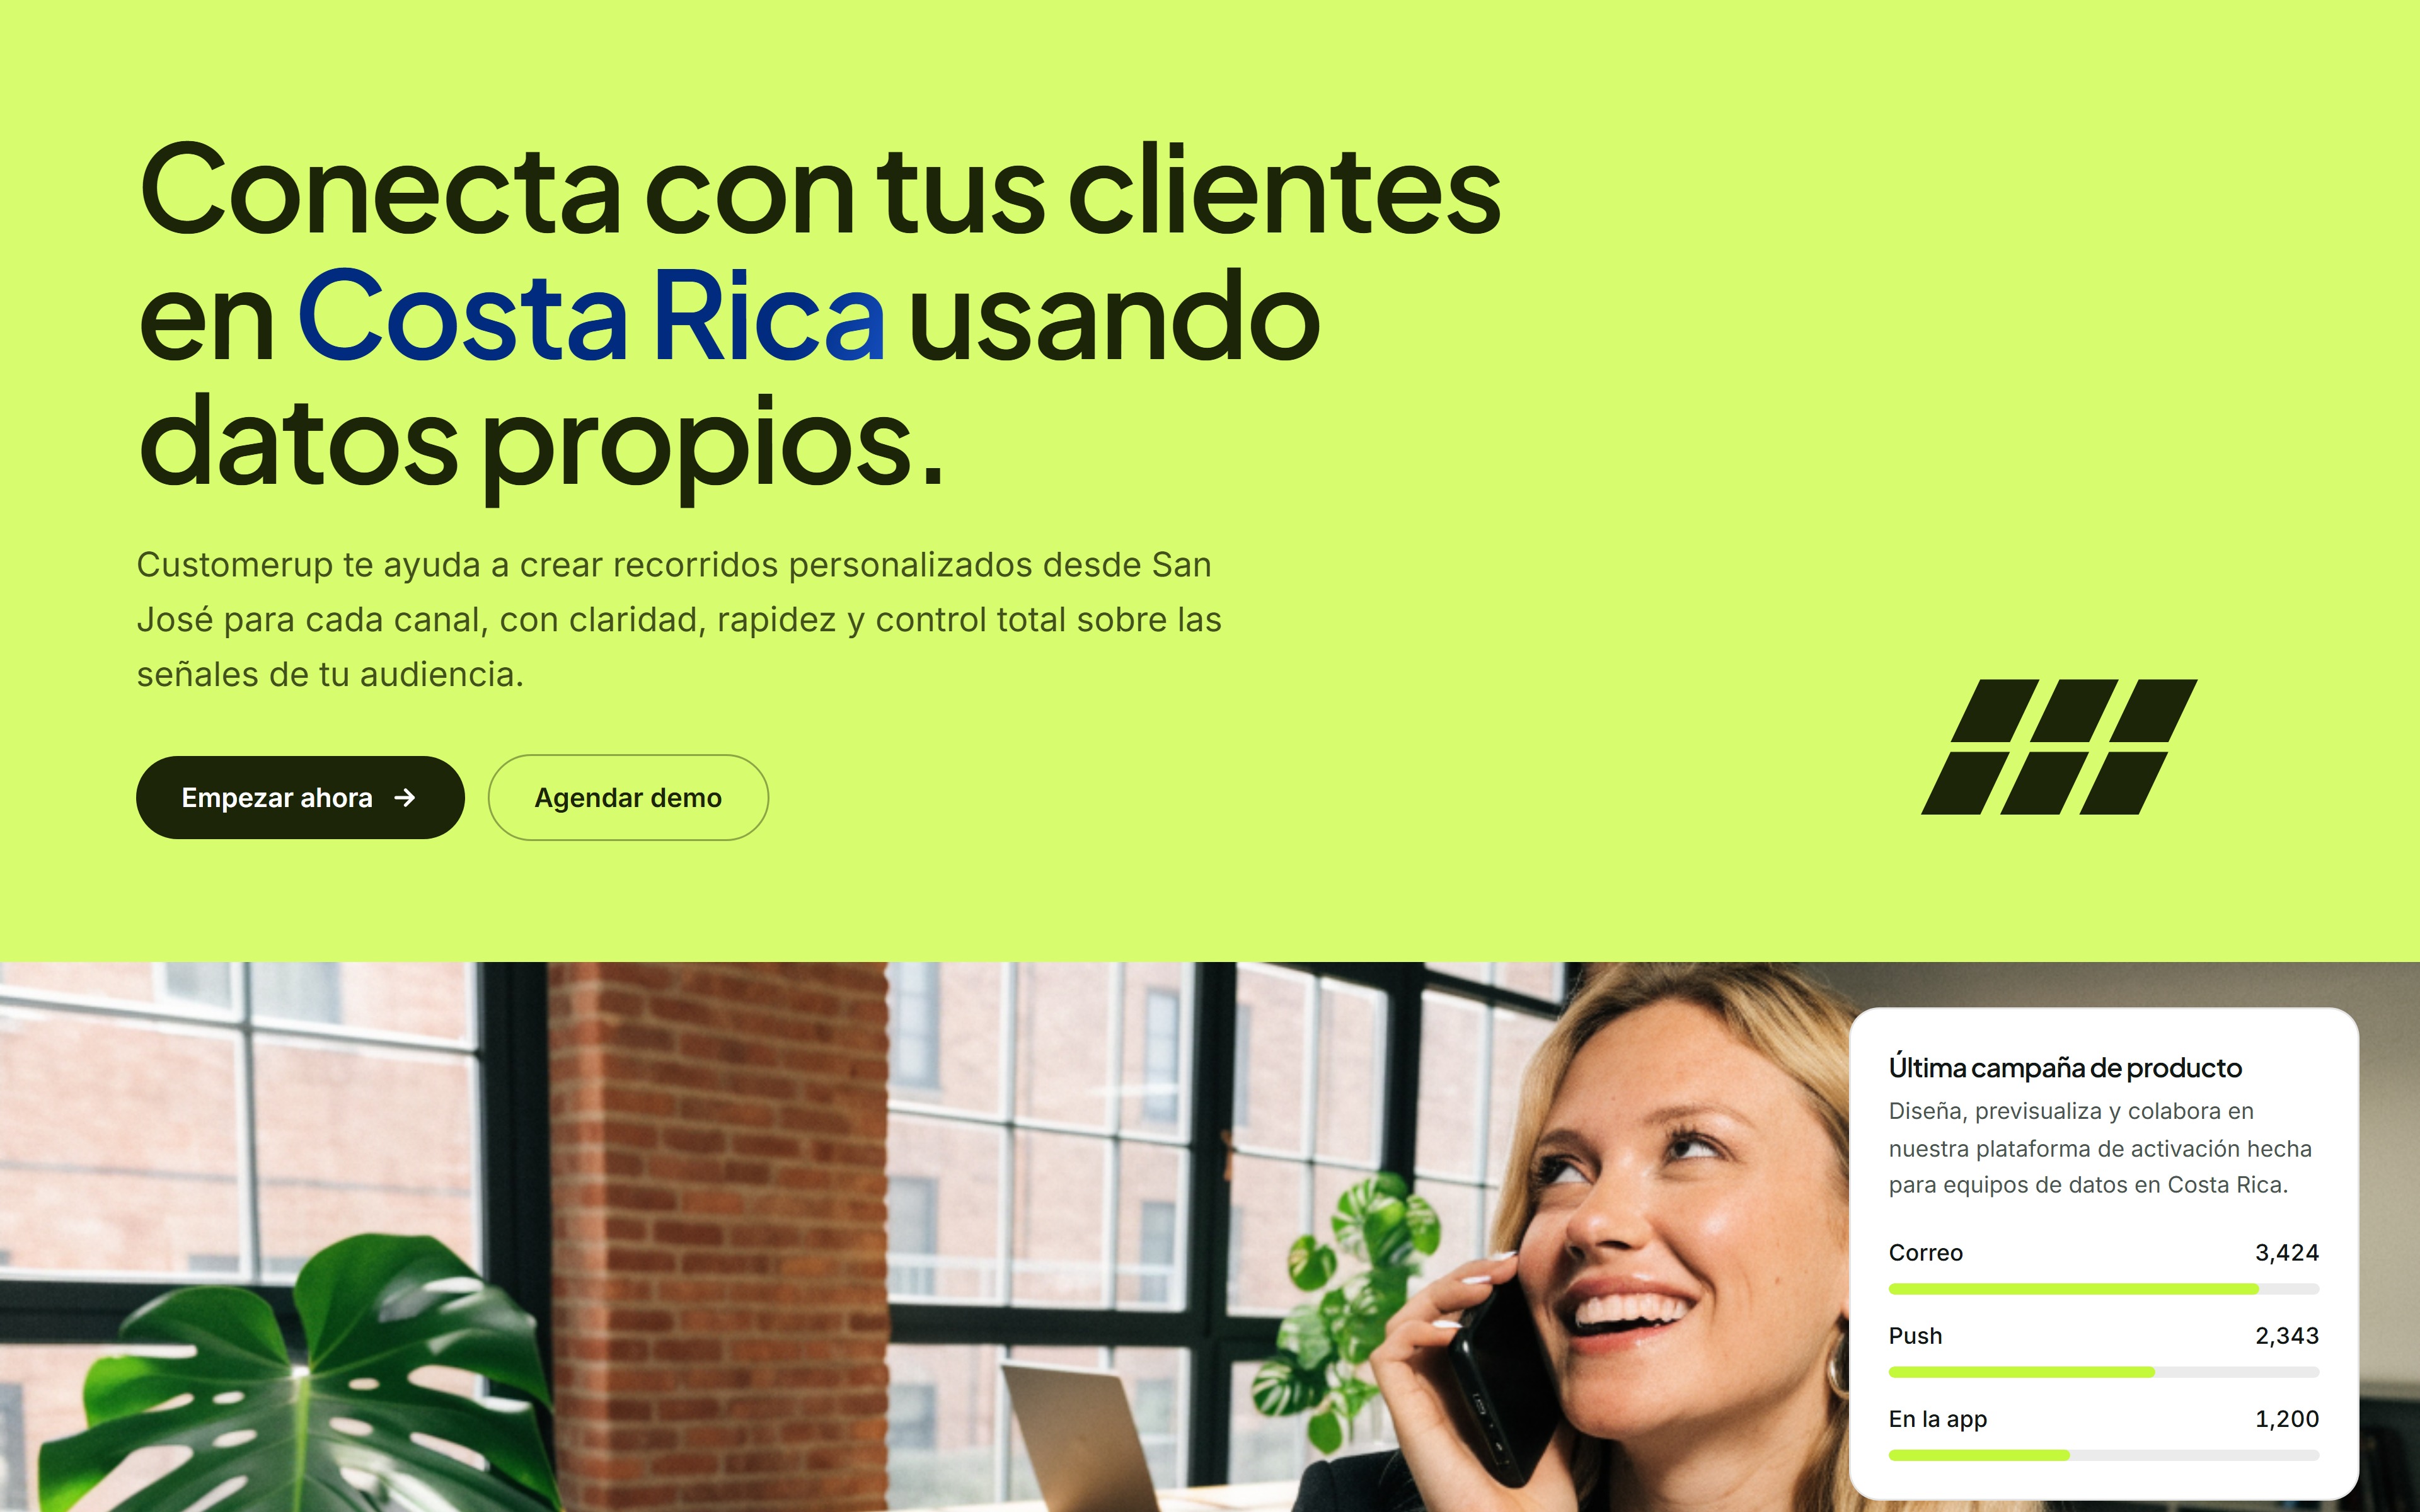 Conecta con tus clientes
en Costa Rica usando
datos propios.
Customerup te ayuda a crear recorridos personalizados desde San
José para cada canal, con claridad, rapidez y control total sobre las
señales de tu audiencia.
Empezar ahora
Agendar demo
Última campaña de producto
Diseña, previsualiza y colabora en
nuestra plataforma de activación hecha
para equipos de datos en Costa Rica.
Correo 3,424
Push 2,343
En la app 1,200